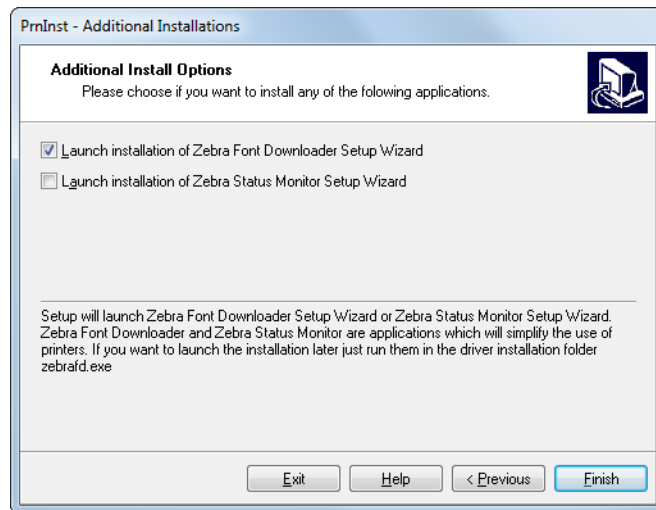 PrnInst - Additional Installations
Additional Install Options
Please choose if you want to install any of the folowing applications.
Launch installation of Zebra Font Downloader Setup Wizard
Launch installation of Zebra Status Monitor Setup Wizard
Setup will launch Zebra Font Downloader Setup Wizard or Zebra Status Monitor Setup Wizard.
Zebra Font Downloader and Zebra Status Monitor are applications which will simplify the use of
printers. If you want to launch the installation later just run them in the driver installation folder
zebrafd.exe
Exit
Help
< Previous
Finish